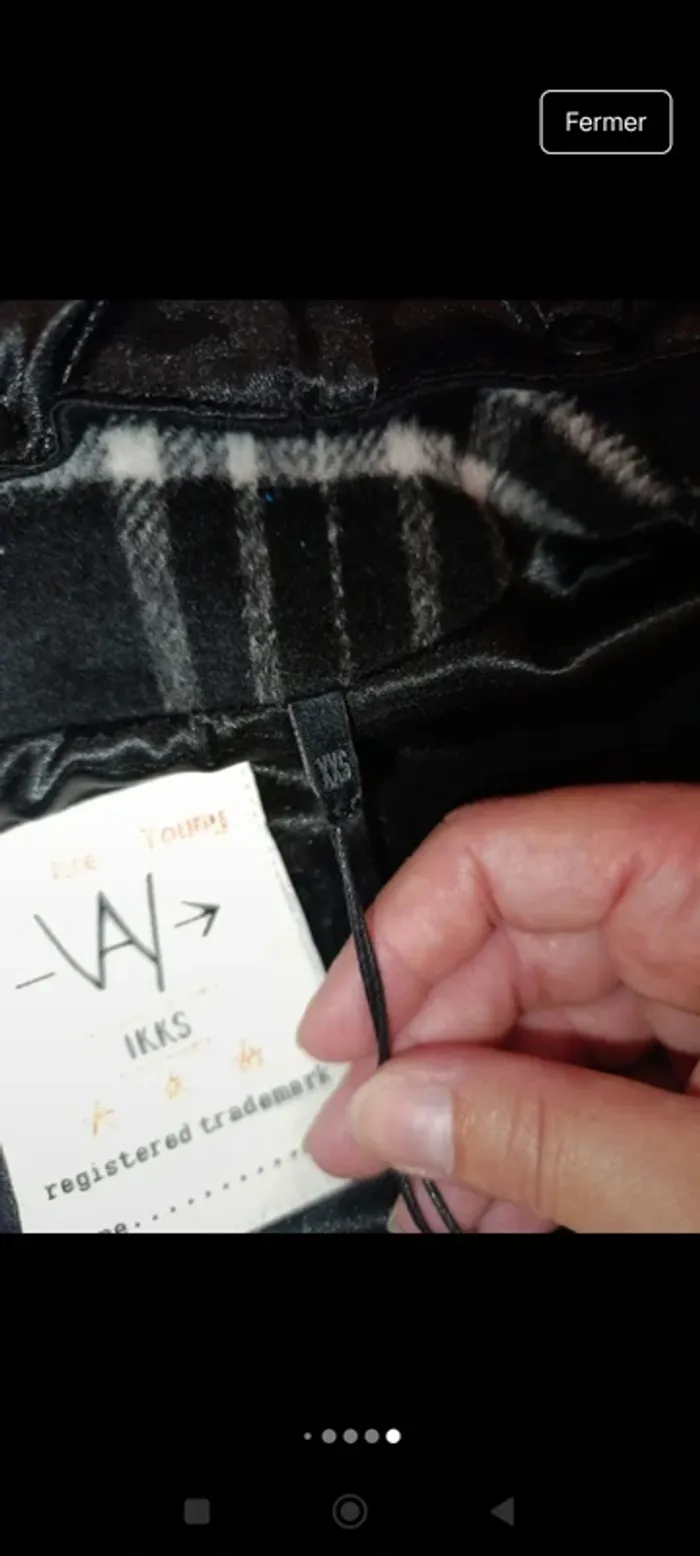 Fermer
XXS
Young
IKKS
registered trademark